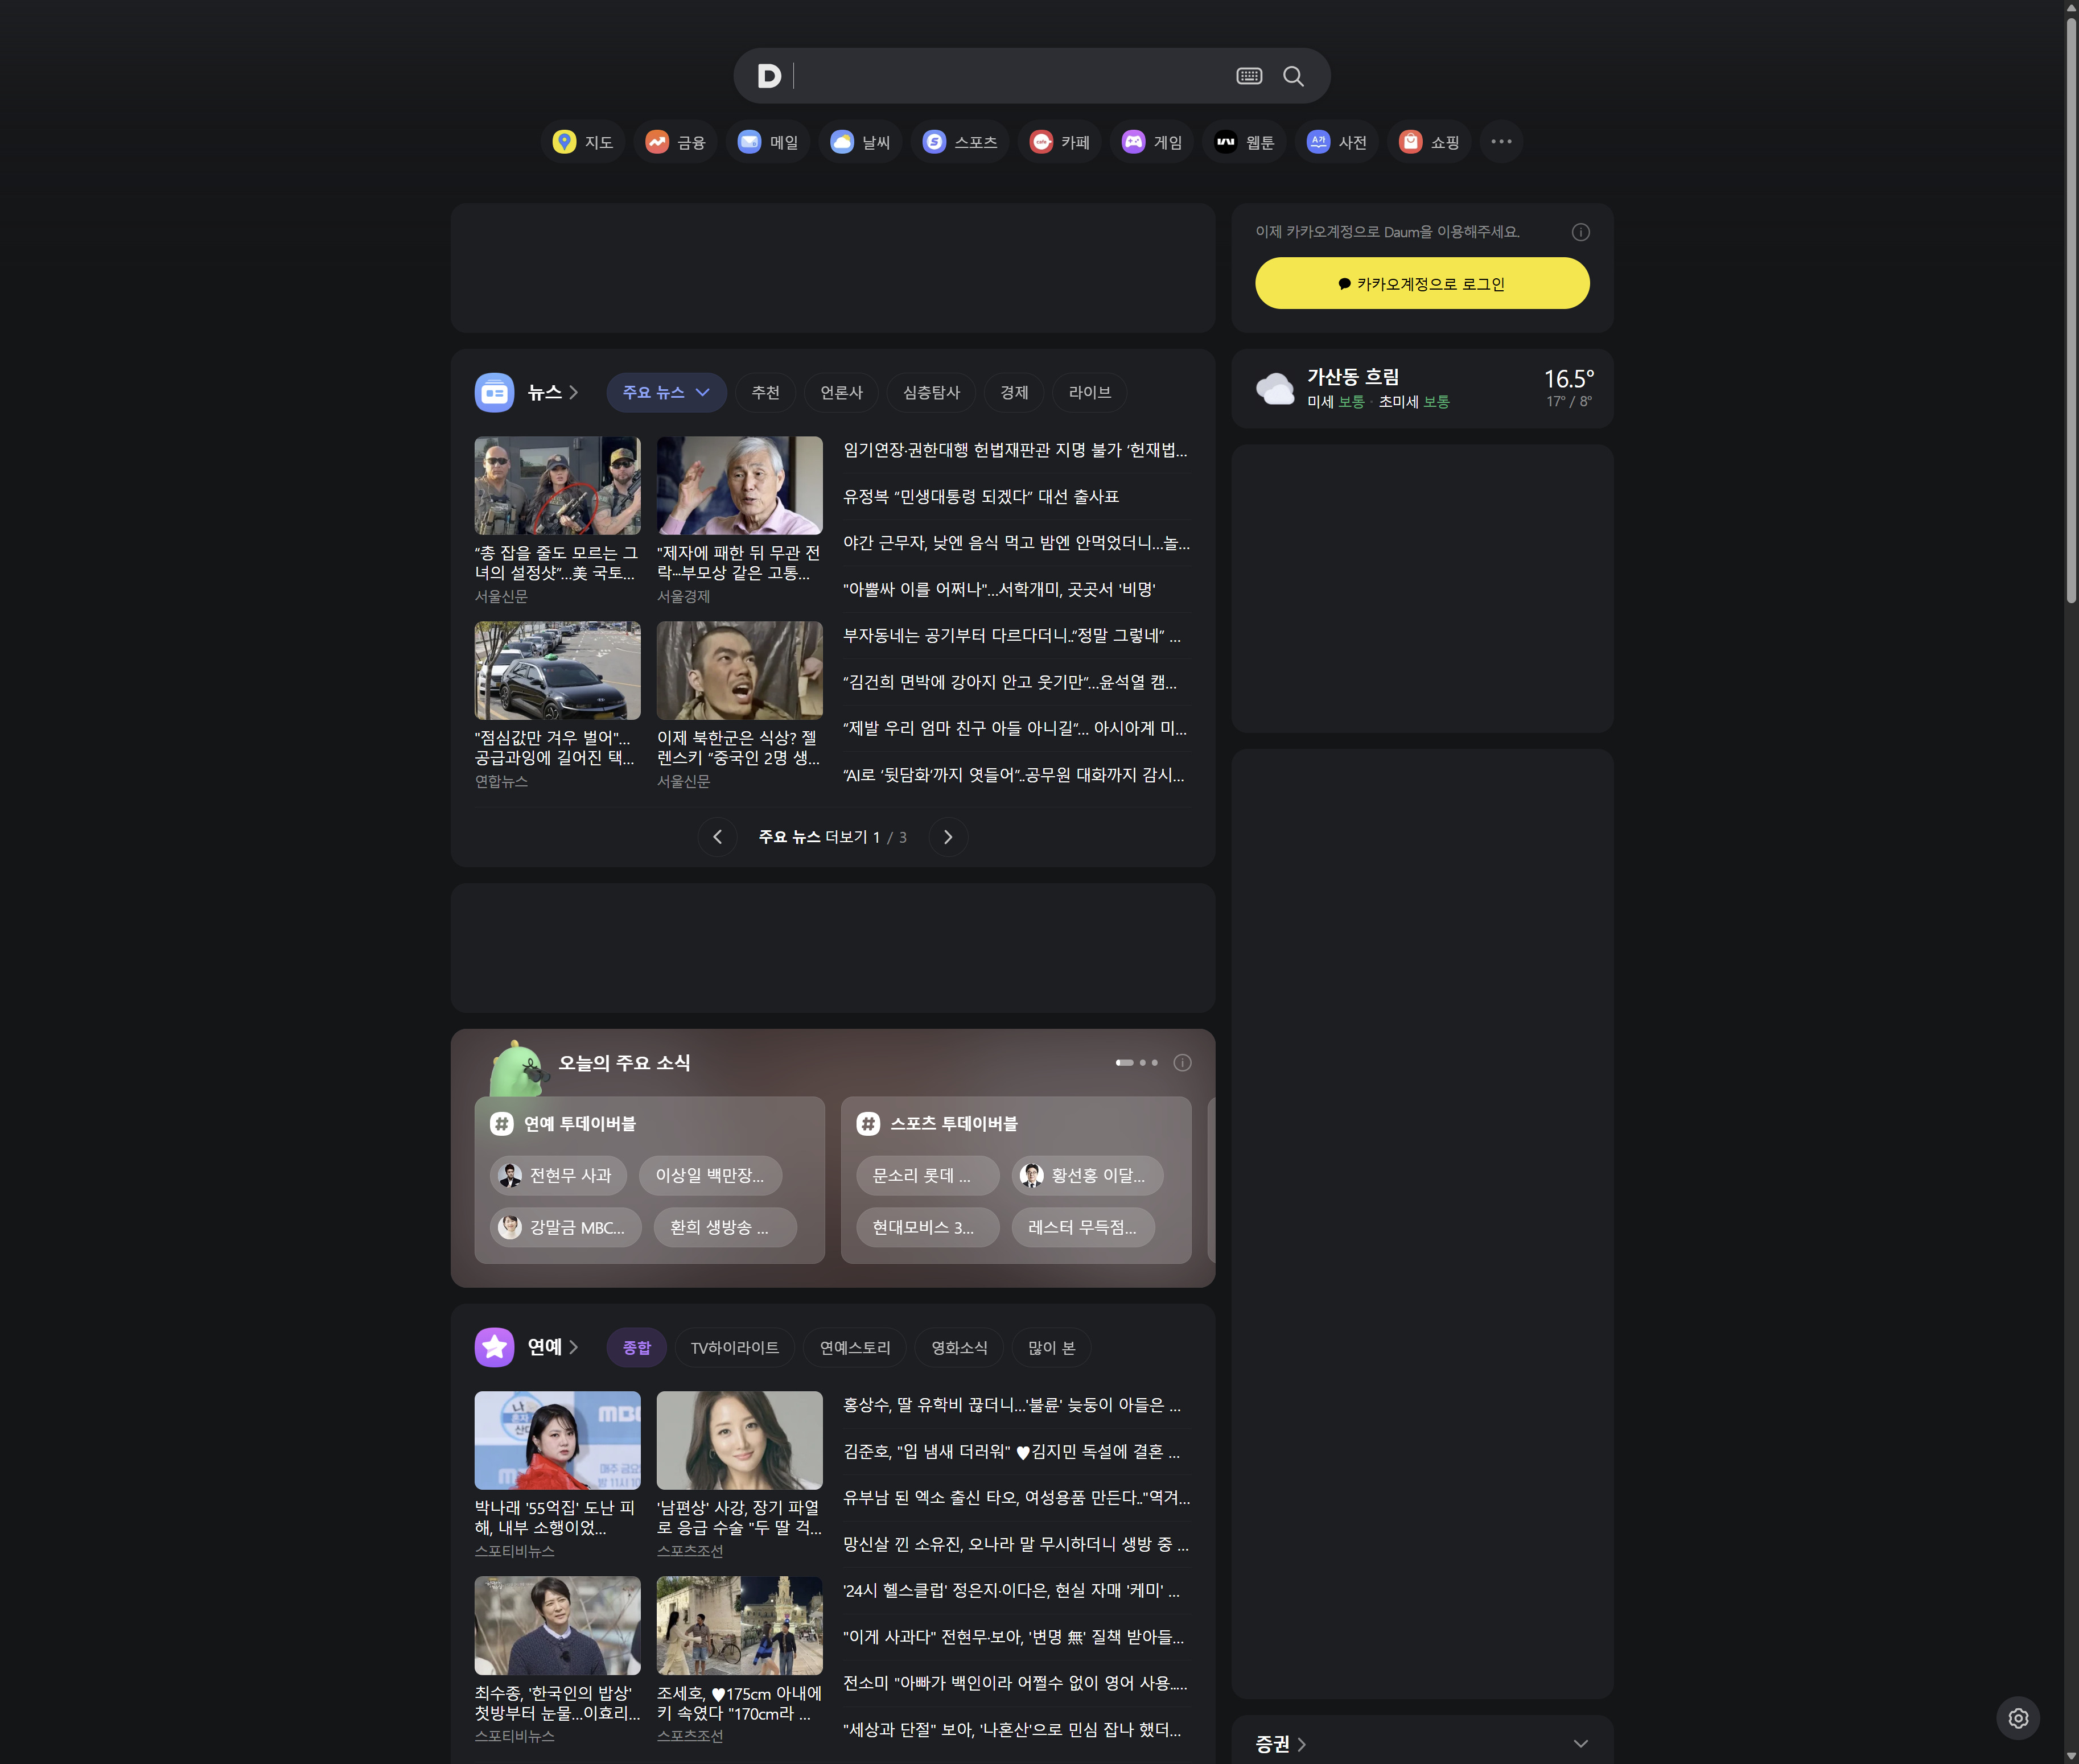 D
지도
금융
메일
날씨
스포츠
카페
게임
웹툰
사전
쇼핑
이제 카카오계정으로 Daum을 이용해주세요.
카카오계정으로 로그인
뉴스
주요 뉴스
추천
언론사
심층탐사
경제
라이브
가산동 흐림
16.5°
미세 보통 · 초미세 보통
17° / 8°
“총 잡을 줄도 모르는 그
녀의 설정샷”…美 국토...
서울신문
"제자에 패한 뒤 무관 전
락···부모상 같은 고통...
서울경제
"점심값만 겨우 벌어"...
공급과잉에 길어진 택...
연합뉴스
이제 북한군은 식상? 젤
렌스키 “중국인 2명 생...
서울신문
임기연장·권한대행 헌법재판관 지명 불가 ‘헌재법...
유정복 “민생대통령 되겠다” 대선 출사표
야간 근무자, 낮엔 음식 먹고 밤엔 안먹었더니…놀...
"아뿔싸 이를 어쩌나"…서학개미, 곳곳서 '비명'
부자동네는 공기부터 다르다더니..“정말 그렇네” ...
“김건희 면박에 강아지 안고 웃기만”…윤석열 캠...
“제발 우리 엄마 친구 아들 아니길”… 아시아계 미...
“AI로 ‘뒷담화’까지 엿들어”..공무원 대화까지 감시...
주요 뉴스 더보기 1 / 3
오늘의 주요 소식
# 연예 투데이버블
전현무 사과
이상일 백만장...
강말금 MBC...
환희 생방송 ...
# 스포츠 투데이버블
문소리 롯데 ...
황선홍 이달...
현대모비스 3...
레스터 무득점...
연예
종합
TV하이라이트
연예스토리
영화소식
많이 본
박나래 '55억집' 도난 피
해, 내부 소행이었...
스포티비뉴스
'남편상' 사강, 장기 파열
로 응급 수술 "두 딸 걱...
스포츠조선
최수종, '한국인의 밥상'
첫방부터 눈물…이효리...
스포티비뉴스
조세호, ♥175cm 아내에
키 속였다 "170cm라 ...
스포츠조선
홍상수, 딸 유학비 끊더니…'불륜' 늦둥이 아들은 ...
김준호, "입 냄새 더러워" ♥김지민 독설에 결혼 ...
유부남 된 엑소 출신 타오, 여성용품 만든다.."역겨...
망신살 낀 소유진, 오나라 말 무시하더니 생방 중 ...
'24시 헬스클럽' 정은지·이다은, 현실 자매 '케미' ...
"이게 사과다" 전현무·보아, '변명 無' 질책 받아들...
전소미 "아빠가 백인이라 어쩔수 없이 영어 사용.....
"세상과 단절" 보아, '나혼산'으로 민심 잡나 했더...
증권